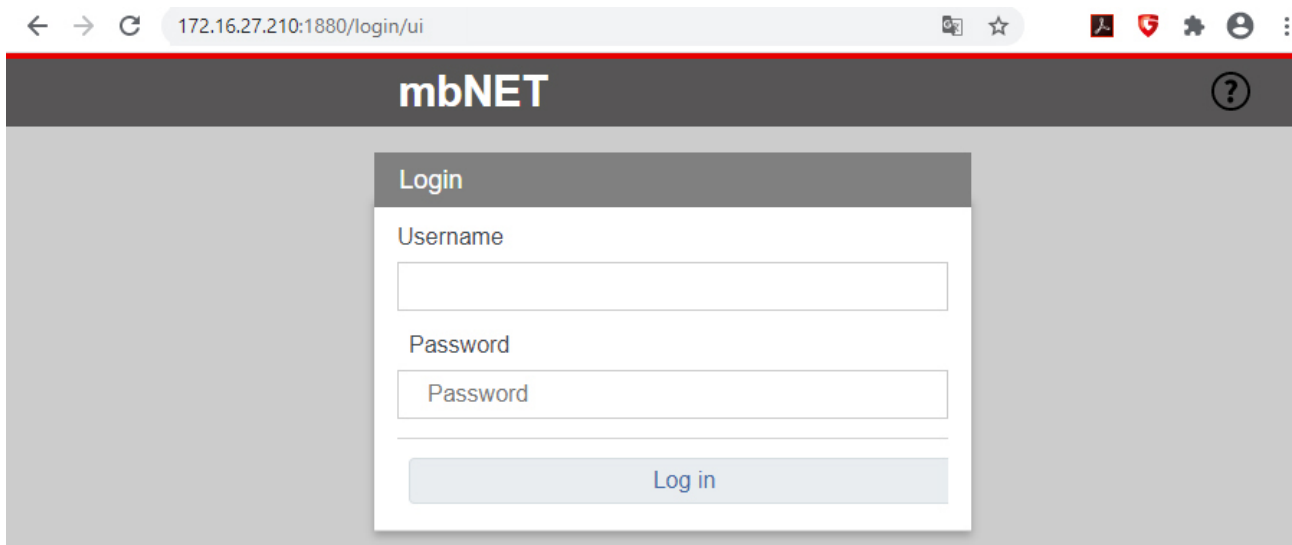 172.16.27.210:1880/login/ui
mbNET
?
Login
Username
Password
Password
Log in